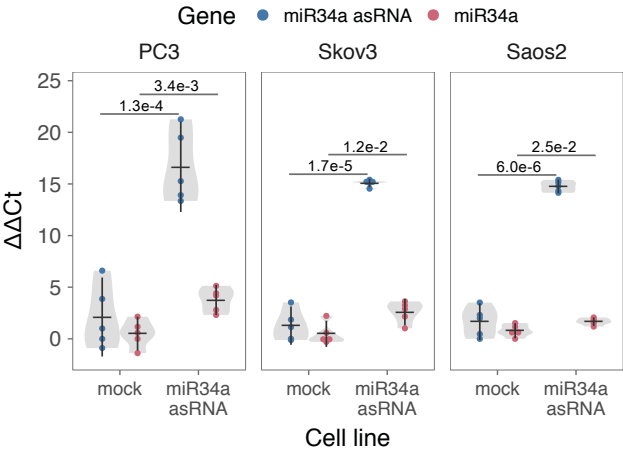 Gene miR34a asRNA miR34a
PC3 Skov3 Saos2
ΔΔCt
25
20
15
10
5
0
3.4e-3
1.3e-4
1.2e-2
1.7e-5
2.5e-2
6.0e-6
mock miR34a asRNA mock miR34a asRNA mock miR34a asRNA
Cell line